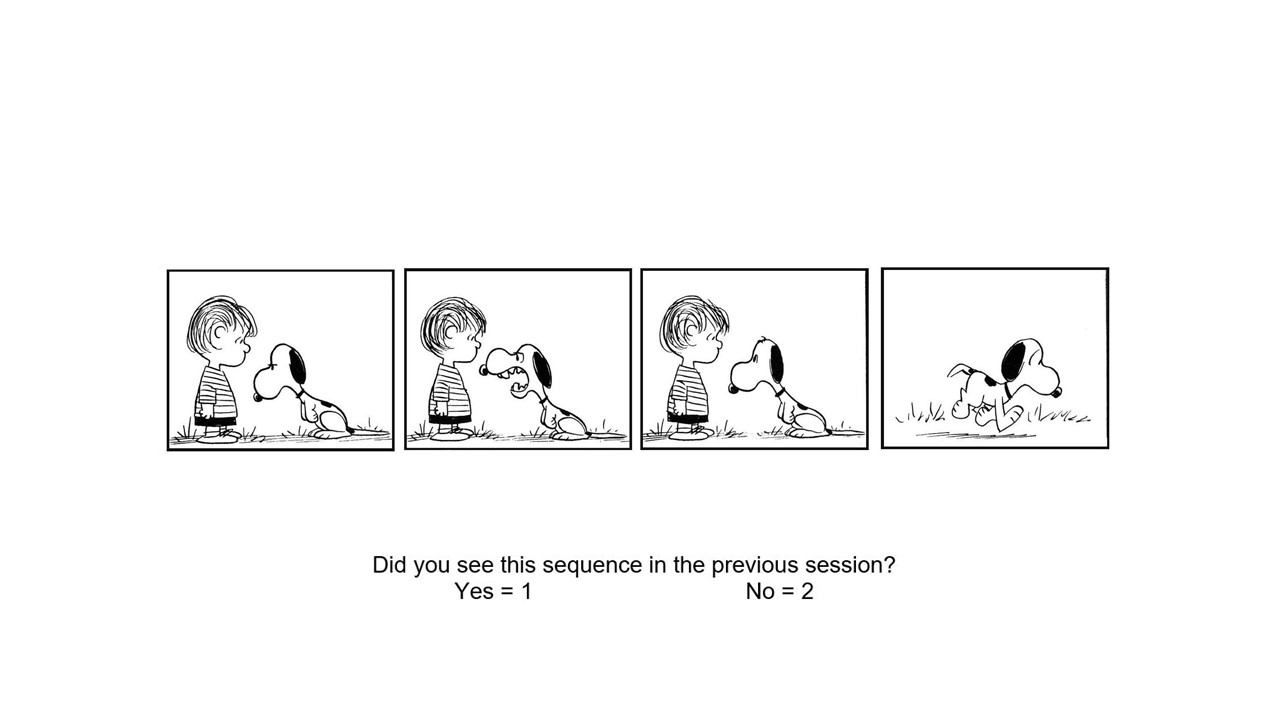 Did you see this sequence in the previous session?
Yes = 1 No = 2